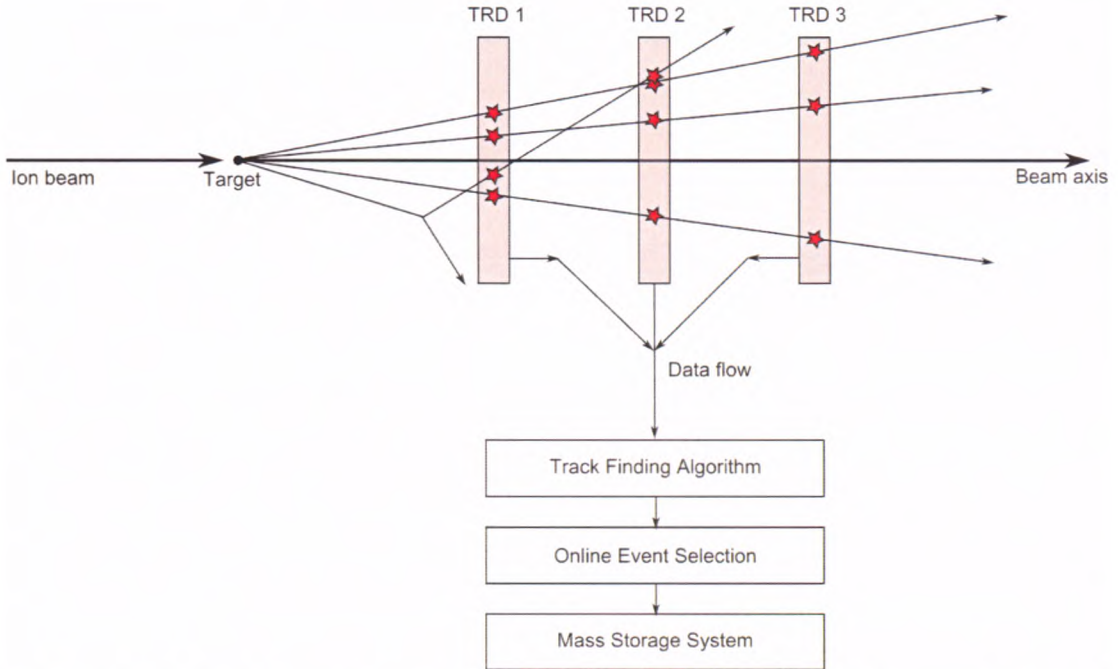 TRD 1
TRD 2
TRD 3
Ion beam
Target
Beam axis
Data flow
Track Finding Algorithm
Online Event Selection
Mass Storage System